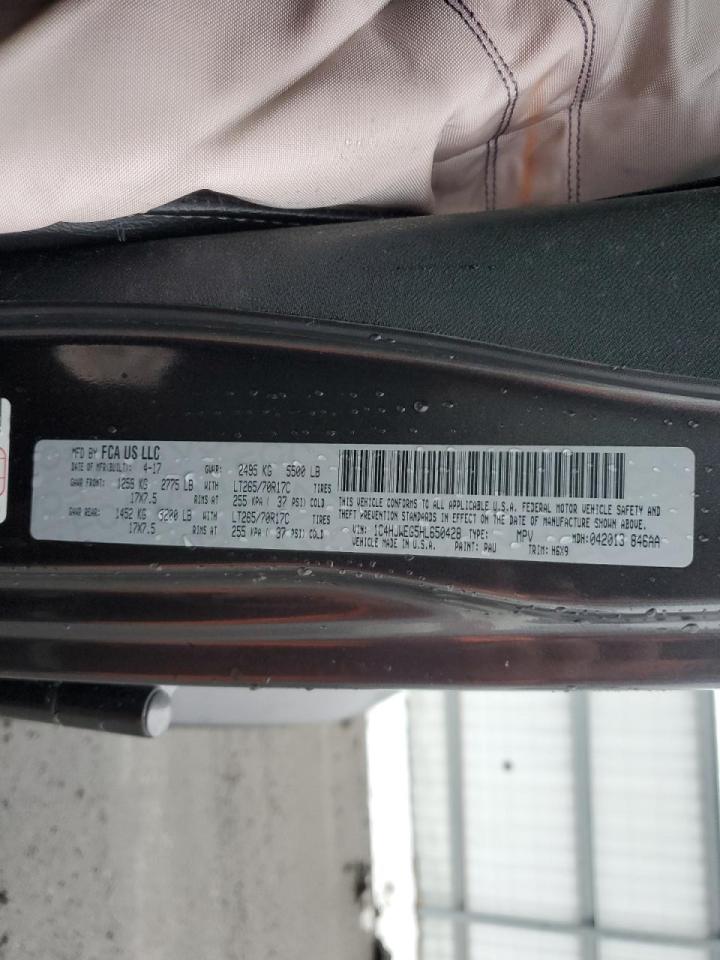 MFD BY FCA US LLC
DATE OF MFR(BUILT): 4-17 GVWR: 2495 KG 5500 LB
GAWR FRONT: 1255 KG 2775 LB WITH LT265/70R17C TIRES
17X7.5 RIMS AT 255 KPA ( 37 PSI) COLD
GAWR REAR: 1452 KG 3200 LB WITH LT265/70R17C TIRES
17X7.5 RIMS AT 255 KPA ( 37 PSI) COLD
THIS VEHICLE CONFORMS TO ALL APPLICABLE U.S.A. FEDERAL MOTOR VEHICLE SAFETY AND
THEFT PREVENTION STANDARDS IN EFFECT ON THE DATE OF MANUFACTURE SHOWN ABOVE.
VIN: 1C4HJWEG5HL650428 TYPE: MPV MDH:042013 846AA
VEHICLE MADE IN U.S.A. PAINT: PAU TRIM: H6X9